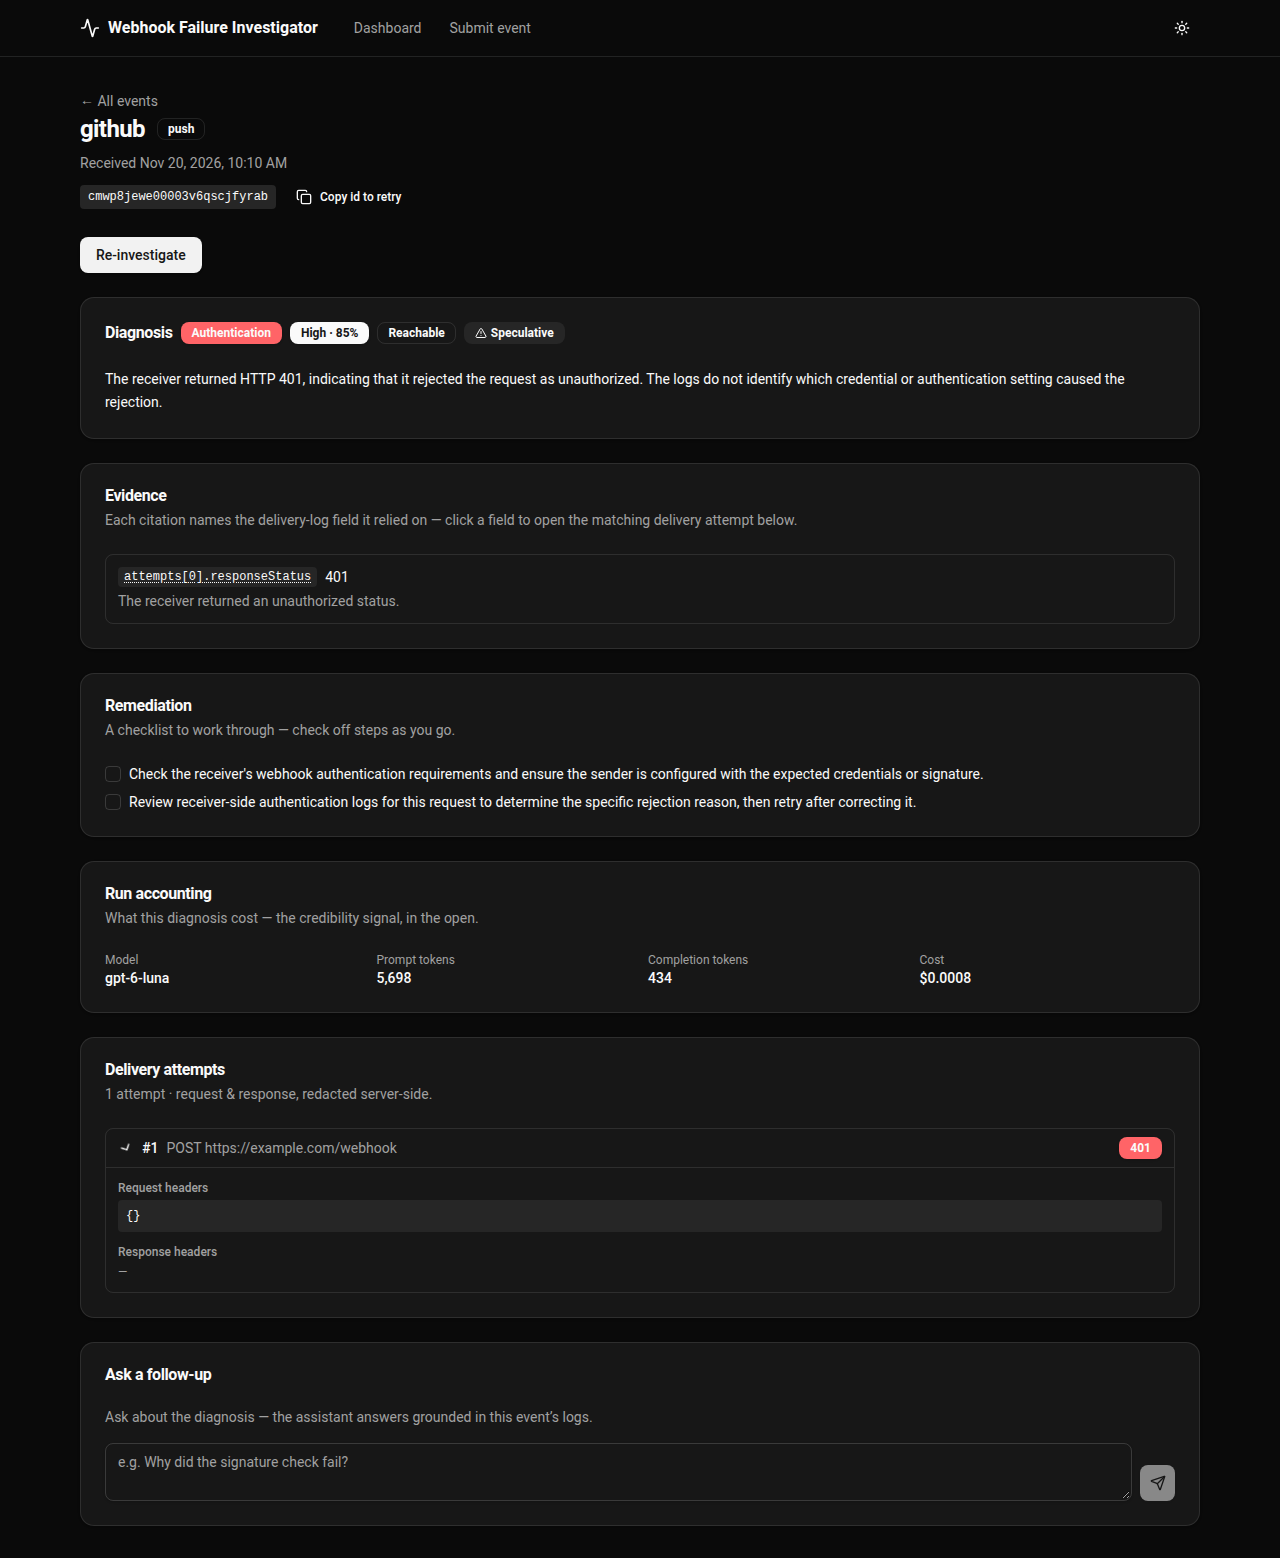 Webhook Failure Investigator Dashboard Submit event
← All events
github push
Received Nov 20, 2026, 10:10 AM
cmwp8jewe00003v6qscjfyrab Copy id to retry
Re-investigate
Diagnosis Authentication High · 85% Reachable Speculative
The receiver returned HTTP 401, indicating that it rejected the request as unauthorized. The logs do not identify which credential or authentication setting caused the
rejection.
Evidence
Each citation names the delivery-log field it relied on — click a field to open the matching delivery attempt below.
attempts[0].responseStatus 401
The receiver returned an unauthorized status.
Remediation
A checklist to work through — check off steps as you go.
Check the receiver's webhook authentication requirements and ensure the sender is configured with the expected credentials or signature.
Review receiver-side authentication logs for this request to determine the specific rejection reason, then retry after correcting it.
Run accounting
What this diagnosis cost — the credibility signal, in the open.
Model Prompt tokens Completion tokens Cost
gpt-6-luna 5,698 434 $0.0008
Delivery attempts
1 attempt · request & response, redacted server-side.
#1 POST https://example.com/webhook 401
Request headers
{}
Response headers
—
Ask a follow-up
Ask about the diagnosis — the assistant answers grounded in this event's logs.
e.g. Why did the signature check fail?